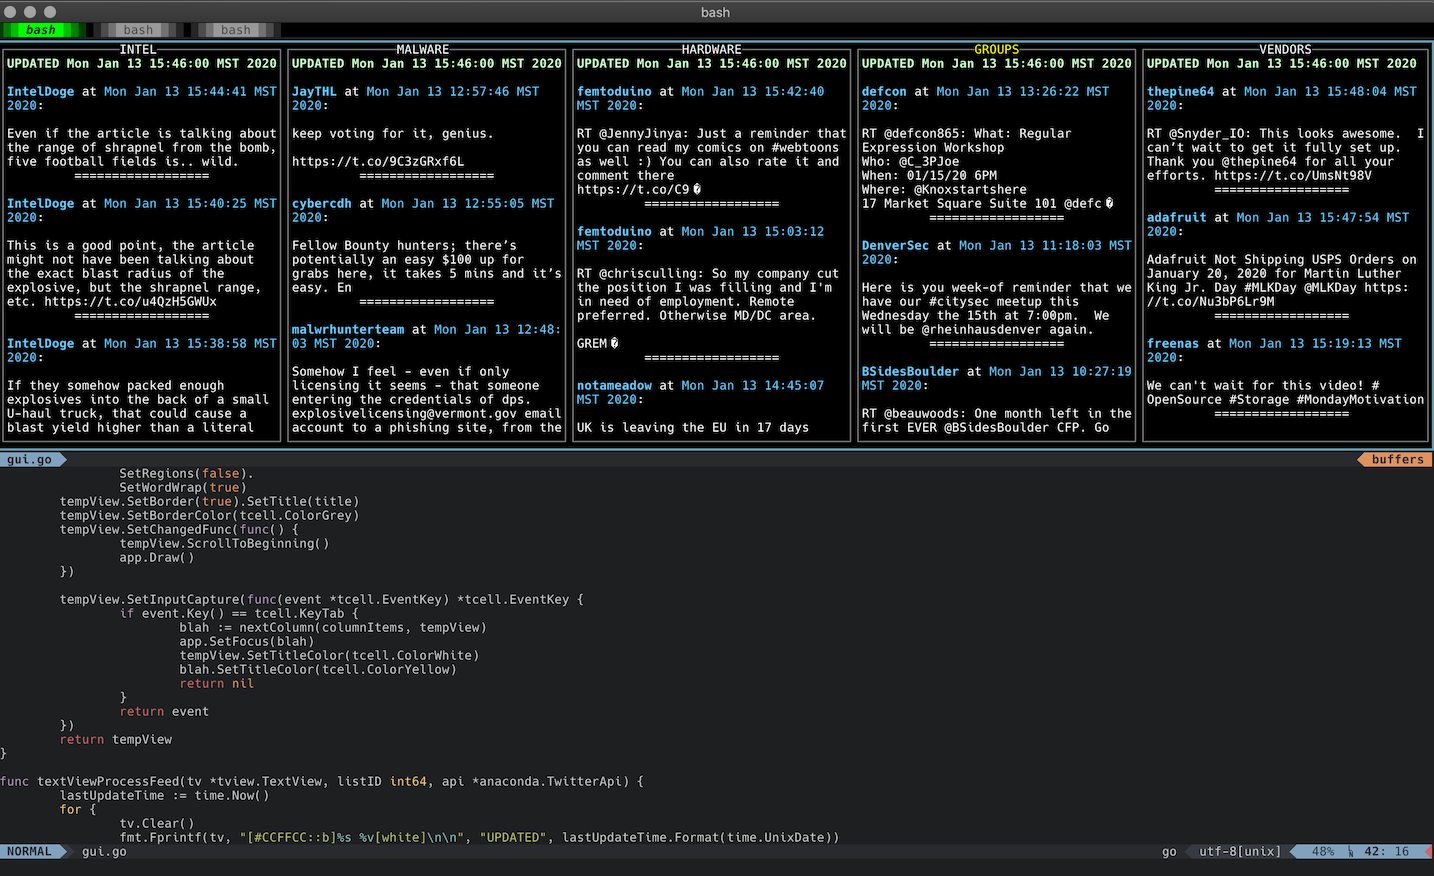 bash
bash bash bash
INTEL
UPDATED Mon Jan 13 15:46:00 MST 2020
IntelDoge at Mon Jan 13 15:44:41 MST
2020:
Even if the article is talking about
the range of shrapnel from the bomb,
five football fields is.. wild.
==================
IntelDoge at Mon Jan 13 15:40:25 MST
2020:
This is a good point, the article
might not have been talking about
the exact blast radius of the
explosive, but the shrapnel range,
etc. https://t.co/u4QzH5GWUx
==================
IntelDoge at Mon Jan 13 15:38:58 MST
2020:
If they somehow packed enough
explosives into the back of a small
U-haul truck, that could cause a
blast yield higher than a literal
MALWARE
UPDATED Mon Jan 13 15:46:00 MST 2020
JayTHL at Mon Jan 13 12:57:46 MST
2020:
keep voting for it, genius.
https://t.co/9C3zGRxf6L
==================
cybercdh at Mon Jan 13 12:55:05 MST
2020:
Fellow Bounty hunters; there’s
potentially an easy $100 up for
grabs here, it takes 5 mins and it’s
easy. En
==================
malwrhunterteam at Mon Jan 13 12:48:
03 MST 2020:
Somehow I feel - even if only
licensing it seems - that someone
entering the credentials of dps.
explosivelicensing@vermont.gov email
account to a phishing site, from the
HARDWARE
UPDATED Mon Jan 13 15:46:00 MST 2020
femtoduino at Mon Jan 13 15:42:40
MST 2020:
RT @JennyJinya: Just a reminder that
you can read my comics on #webtoons
as well :) You can also rate it and
comment there
https://t.co/C9�
==================
femtoduino at Mon Jan 13 15:03:12
MST 2020:
RT @chrisculling: So my company cut
the position I was filling and I'm
in need of employment. Remote
preferred. Otherwise MD/DC area.
GREM�
==================
notameadow at Mon Jan 13 14:45:07
MST 2020:
UK is leaving the EU in 17 days
GROUPS
UPDATED Mon Jan 13 15:46:00 MST 2020
defcon at Mon Jan 13 13:26:22 MST
2020:
RT @defcon865: What: Regular
Expression Workshop
Who: @C_3PJoe
When: 01/15/20 6PM
Where: @Knoxstartshere
17 Market Square Suite 101 @defc�
==================
DenverSec at Mon Jan 13 11:18:03 MST
2020:
Here is you week-of reminder that we
have our #citysec meetup this
Wednesday the 15th at 7:00pm.  We
will be @rheinhausdenver again.
==================
BSidesBoulder at Mon Jan 13 10:27:19
MST 2020:
RT @beauwoods: One month left in the
first EVER @BSidesBoulder CFP. Go
VENDORS
UPDATED Mon Jan 13 15:46:00 MST 2020
thepine64 at Mon Jan 13 15:48:04 MST
2020:
RT @Snyder_IO: This looks awesome.  I
can’t wait to get it fully set up.
Thank you @thepine64 for all your
efforts. https://t.co/UmsNt98V
==================
adafruit at Mon Jan 13 15:47:54 MST
2020:
Adafruit Not Shipping USPS Orders on
January 20, 2020 for Martin Luther
King Jr. Day #MLKDay @MLKDay https:
//t.co/Nu3bP6Lr9M
==================
freenas at Mon Jan 13 15:19:13 MST
2020:
We can't wait for this video! #
OpenSource #Storage #MondayMotivation
==================
gui.go buffers
SetRegions(false).
SetWordWrap(true)
tempView.SetBorder(true).SetTitle(title)
tempView.SetBorderColor(tcell.ColorGrey)
tempView.SetChangedFunc(func() {
tempView.ScrollToBeginning()
app.Draw()
})
tempView.SetInputCapture(func(event *tcell.EventKey) *tcell.EventKey {
if event.Key() == tcell.KeyTab {
blah := nextColumn(columnItems, tempView)
app.SetFocus(blah)
tempView.SetTitleColor(tcell.ColorWhite)
blah.SetTitleColor(tcell.ColorYellow)
return nil
}
return event
})
return tempView
}
func textViewProcessFeed(tv *tview.TextView, listID int64, api *anaconda.TwitterApi) {
lastUpdateTime := time.Now()
for {
tv.Clear()
fmt.Fprintf(tv, "[#CCFFCC::b]%s %v[white]\n\n", "UPDATED", lastUpdateTime.Format(time.UnixDate))
NORMAL gui.go go utf-8[unix] 48% ␤ 42: 16